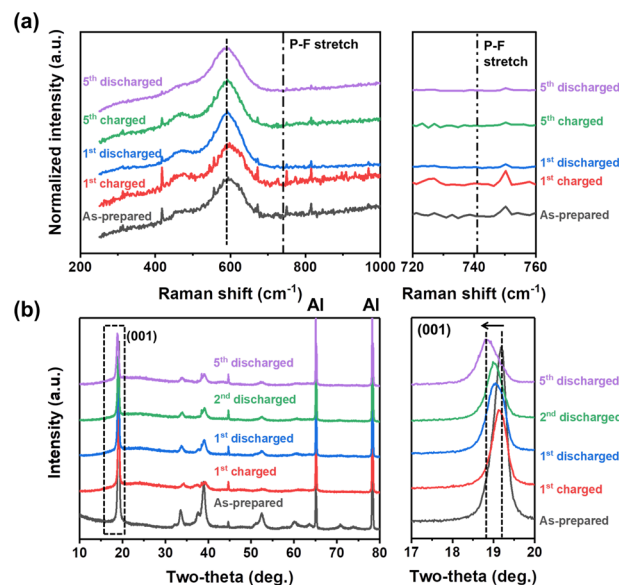 (a)
Normalized intensity (a.u.)
P-F stretch
5th discharged
5th charged
1st discharged
1st charged
As-prepared
200 400 600 800 1000
Raman shift (cm-1)
P-F
stretch
5th discharged
5th charged
1st discharged
1st charged
As-prepared
720 730 740 750 760
Raman shift (cm-1)
(b)
Intensity (a.u.)
Al Al
(001)
5th discharged
2nd discharged
1st discharged
1st charged
As-prepared
10 20 30 40 50 60 70 80
Two-theta (deg.)
(001)
5th discharged
2nd discharged
1st discharged
1st charged
As-prepared
17 18 19 20
Two-theta (deg.)